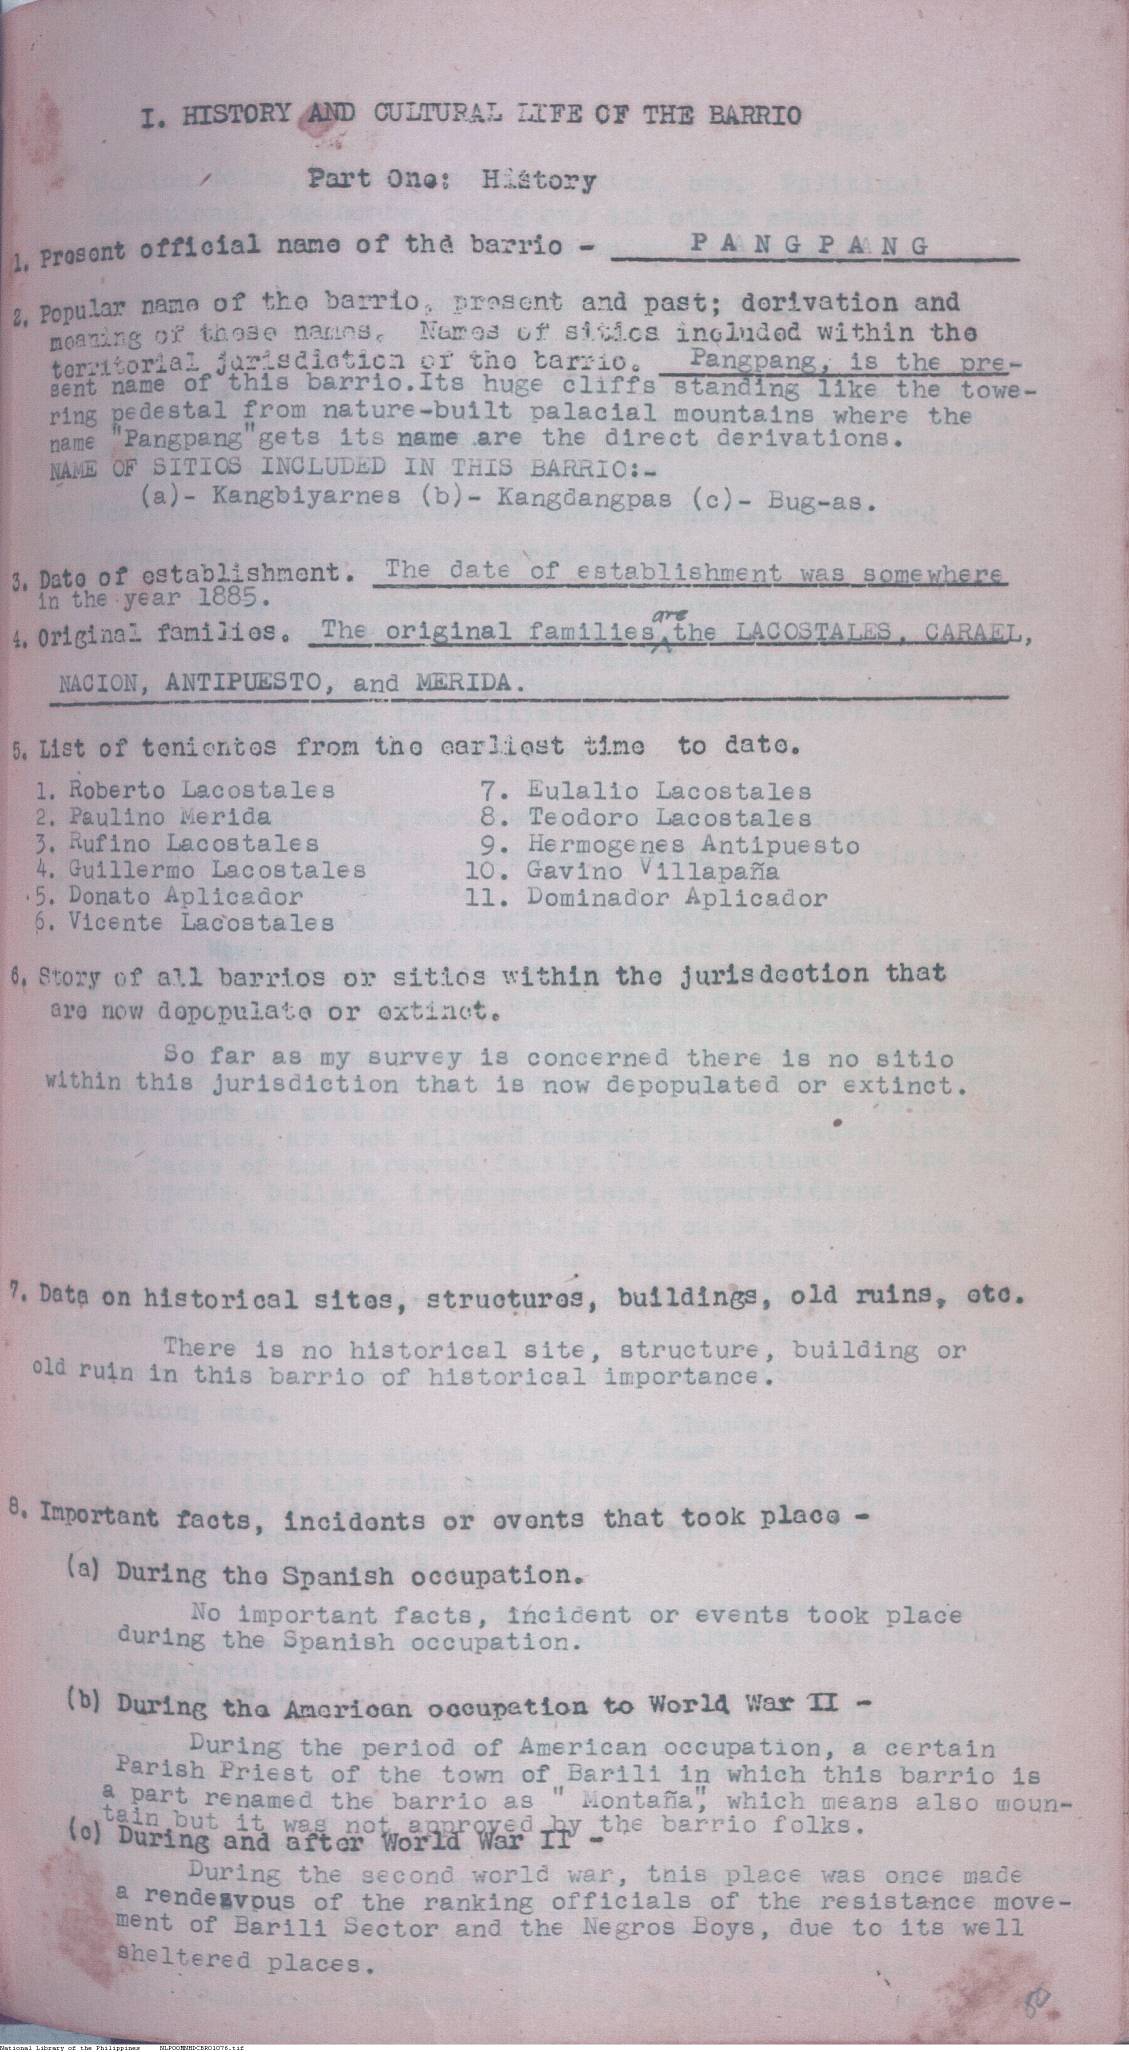 I. HISTORY AND CULTURAL LIFE OF THE BARRIO
Part One: History
1. Present official name of the barrio - PANGPANG
2. Popular name of the barrio, present and past; derivation and
meaning of these names. Names of sitios included within the
territorial jurisdiction of the barrio. Pangpang, is the pre-
sent name of this barrio.Its huge cliffs standing like the towe-
ring pedestal from nature-built palacial mountains where the
name "Pangpang"gets its name are the direct derivations.
NAME OF SITIOS INCLUDED IN THIS BARRIO:-
(a)- Kangbiyarnes (b)- Kangdangpas (c)- Bug-as.
3. Date of establishment. The date of establishment was somewhere
in the year 1885.
4. Original families. The original families are the LACOSTALES, CARAEL,
NACION, ANTIPUESTO, and MERIDA.
5. List of tenientes from the earliest time to date.
1. Roberto Lacostales
2. Paulino Merida
3. Rufino Lacostales
4. Guillermo Lacostales
5. Donato Aplicador
6. Vicente Lacostales
7. Eulalio Lacostales
8. Teodoro Lacostales
9. Hermogenes Antipuesto
10. Gavino Villapaña
11. Dominador Aplicador
6. Story of all barrios or sitios within the jurisdection that
are now depopulate or extinct.
So far as my survey is concerned there is no sitio
within this jurisdiction that is now depopulated or extinct.
7. Data on historical sites, structures, buildings, old ruins, etc.
There is no historical site, structure, building or
old ruin in this barrio of historical importance.
8. Important facts, incidents or events that took place -
(a) During the Spanish occupation.
No important facts, incident or events took place
during the Spanish occupation.
(b) During the American occupation to World War II -
During the period of American occupation, a certain
Parish Priest of the town of Barili in which this barrio is
a part renamed the barrio as " Montaña", which means also moun-
tain but it was not approved by the barrio folks.
(c) During and after World War II -
During the second world war, this place was once made
a rendesvous of the ranking officials of the resistance move-
ment of Barili Sector and the Negros Boys, due to its well
sheltered places.
80
National Library of the Philippines NLPOOMNHDCBR01076.tif